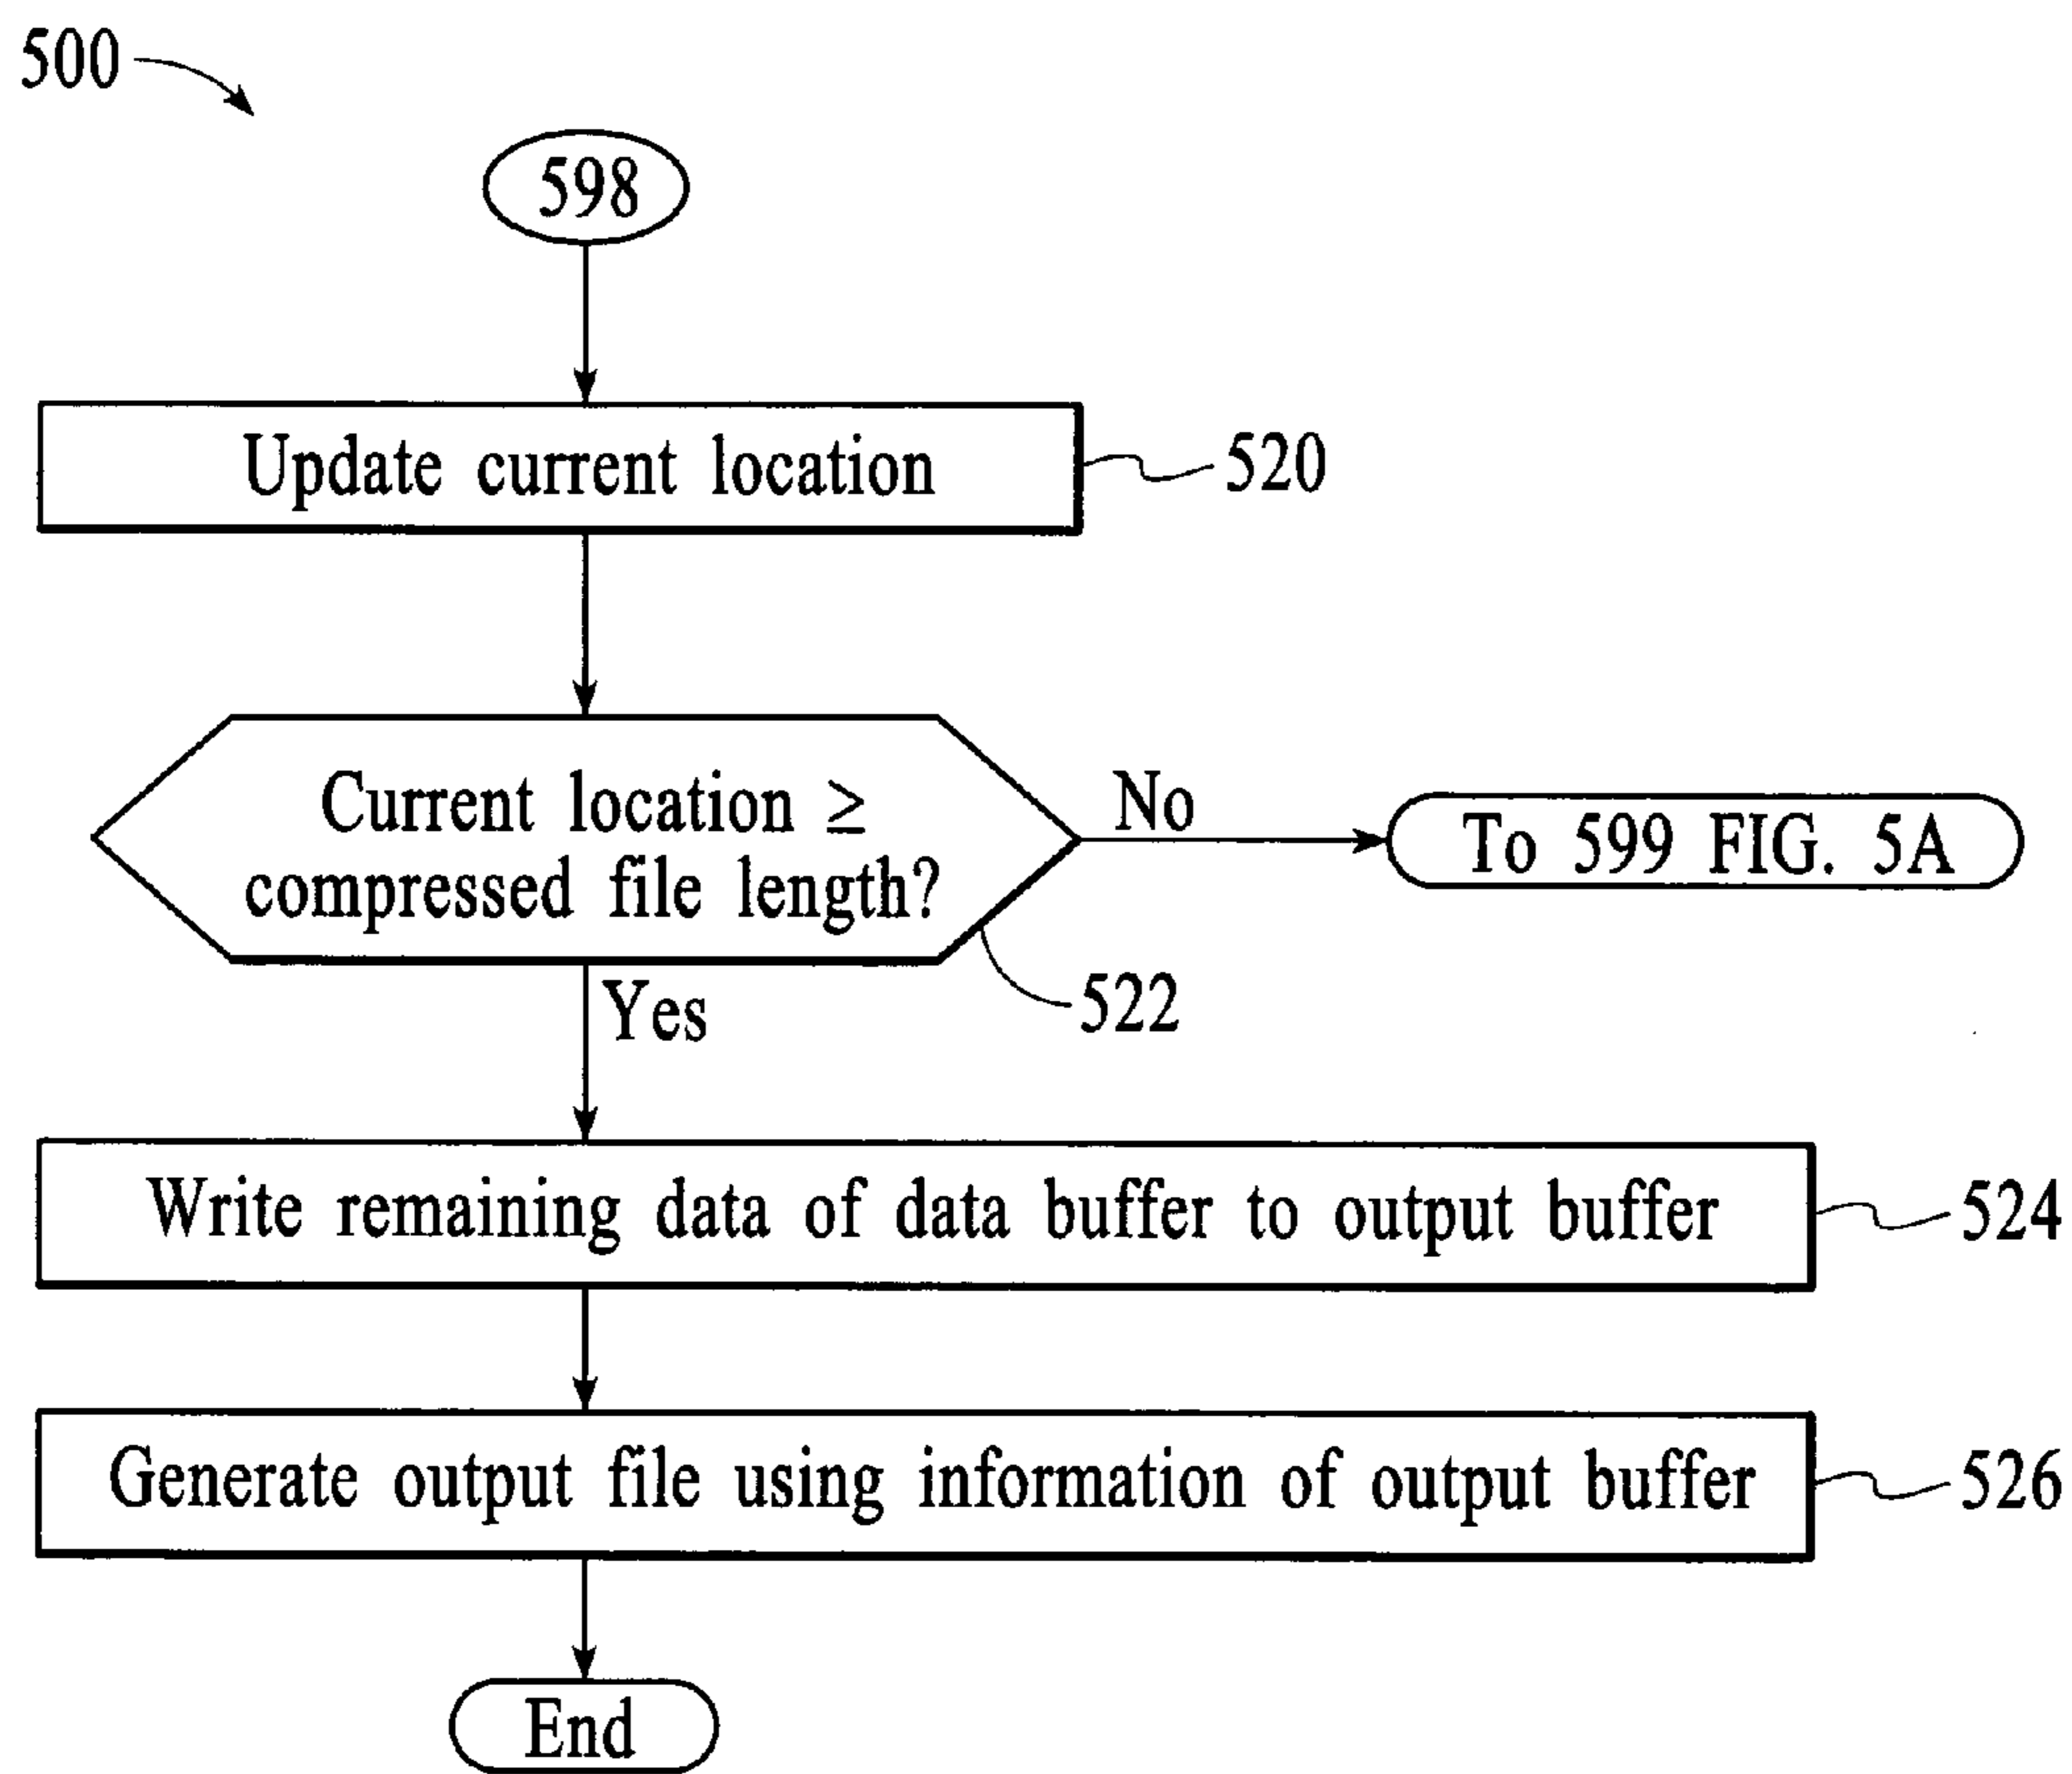 500
598
Update current location
520
Current location ≥
compressed file length?
No
To 599 FIG. 5A
522
Yes
Write remaining data of data buffer to output buffer
524
Generate output file using information of output buffer
526
End